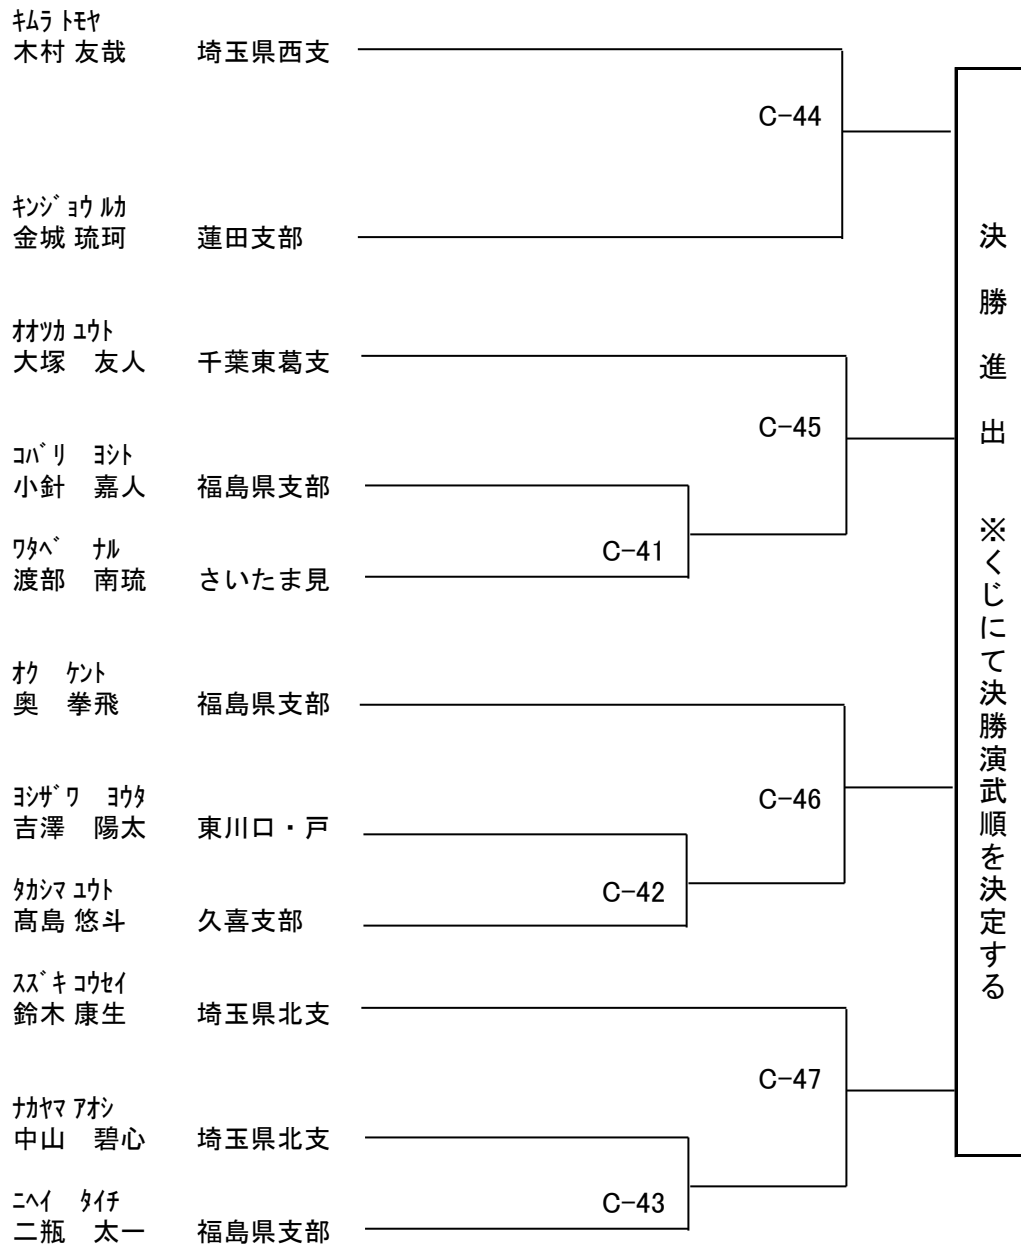 ｷﾑﾗ ﾄﾓﾔ
木村 友哉 埼玉県西支
C-44
ｷﾝｼﾞｮｳ ﾙｶ
金城 琉珂 蓮田支部
ｵｵﾂｶ ﾕｳﾄ
大塚　友人 千葉東葛支
C-45
ｺﾊﾞﾘ　ﾖｼﾄ
小針　嘉人 福島県支部
C-41
ﾜﾀﾍﾞ　ﾅﾙ
渡部　南琉 さいたま見
ｵｸ　ｹﾝﾄ
奥　拳飛 福島県支部
C-46
ﾖｼｻﾞﾜ　ﾖｳﾀ
吉澤　陽太 東川口・戸
C-42
ﾀｶｼﾏ ﾕｳﾄ
髙島 悠斗 久喜支部
ｽｽﾞｷ ｺｳｾｲ
鈴木 康生 埼玉県北支
C-47
ﾅｶﾔﾏ ｱｵｼ
中山　碧心 埼玉県北支
C-43
ﾆﾍｲ　ﾀｲﾁ
二瓶　太一 福島県支部
決勝進出　※くじにて決勝演武順を決定する